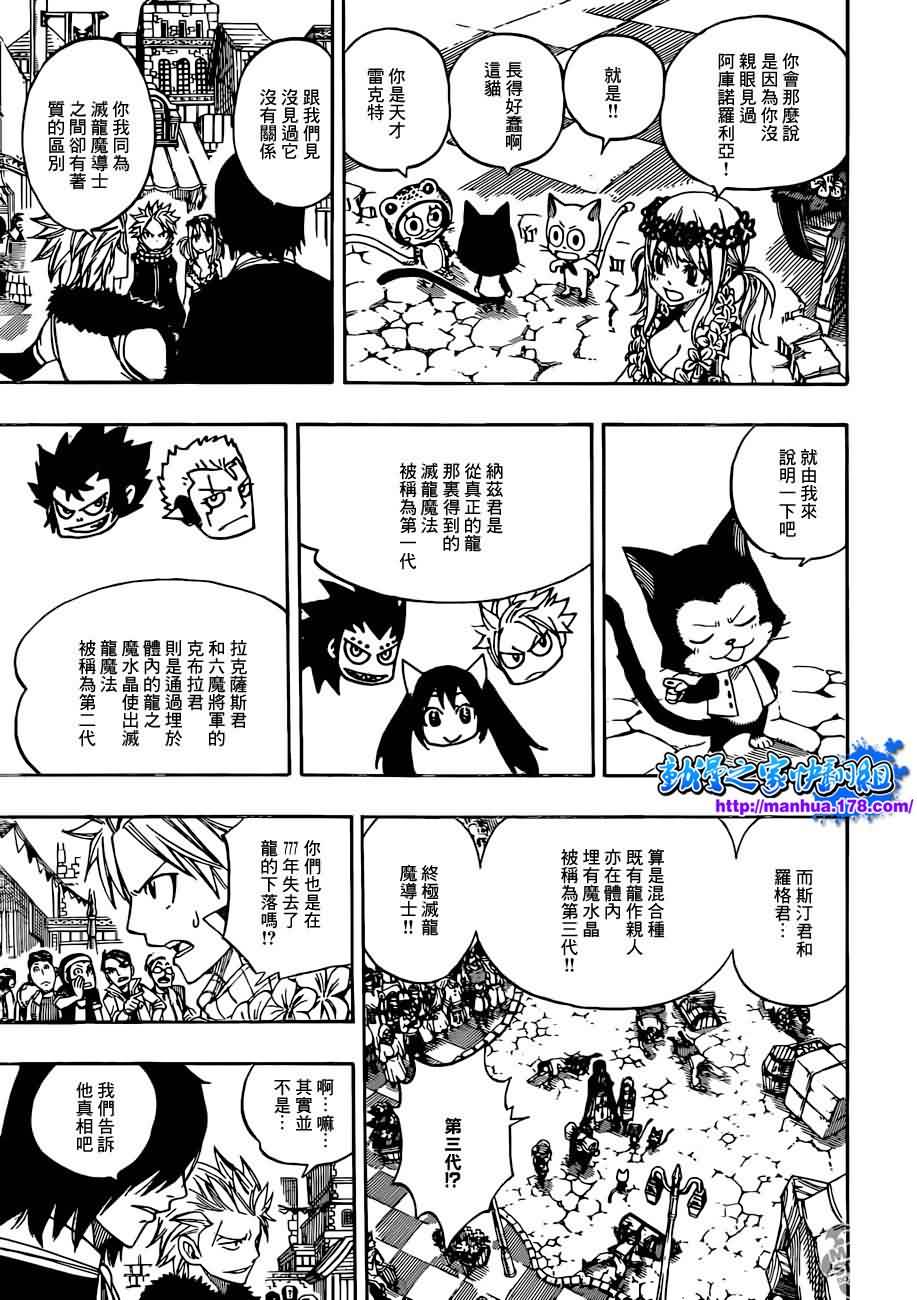 你會那麼說
是因為你沒
親眼見過
阿庫諾羅利亞！
就是!!
長得好蠢啊
這貓
你是天才
雷克特
跟我們見
沒見過它
沒有關係
你我同為
滅龍魔導士
之間卻有著
質的區別
就由我來
說明一下吧
納茲君是
從真正的龍
那裏得到的
滅龍魔法
被稱為第一代
拉克薩斯君
和六魔將軍的
克布拉君
則是通過埋於
體內的龍之
魔水晶使出滅
龍魔法
被稱為第二代
動漫之家快翻組
http://manhua.178.com/
而斯汀君和
羅格君…
算是混合種
既有龍作親人
亦在體內
埋有魔水晶
被稱為第三代!!
終極滅龍
魔導士!!
第三代!?
你們也是在
777年失去了
龍的下落嗎!?
啊…嘛…
其實並
不是…
我們告訴
他真相吧